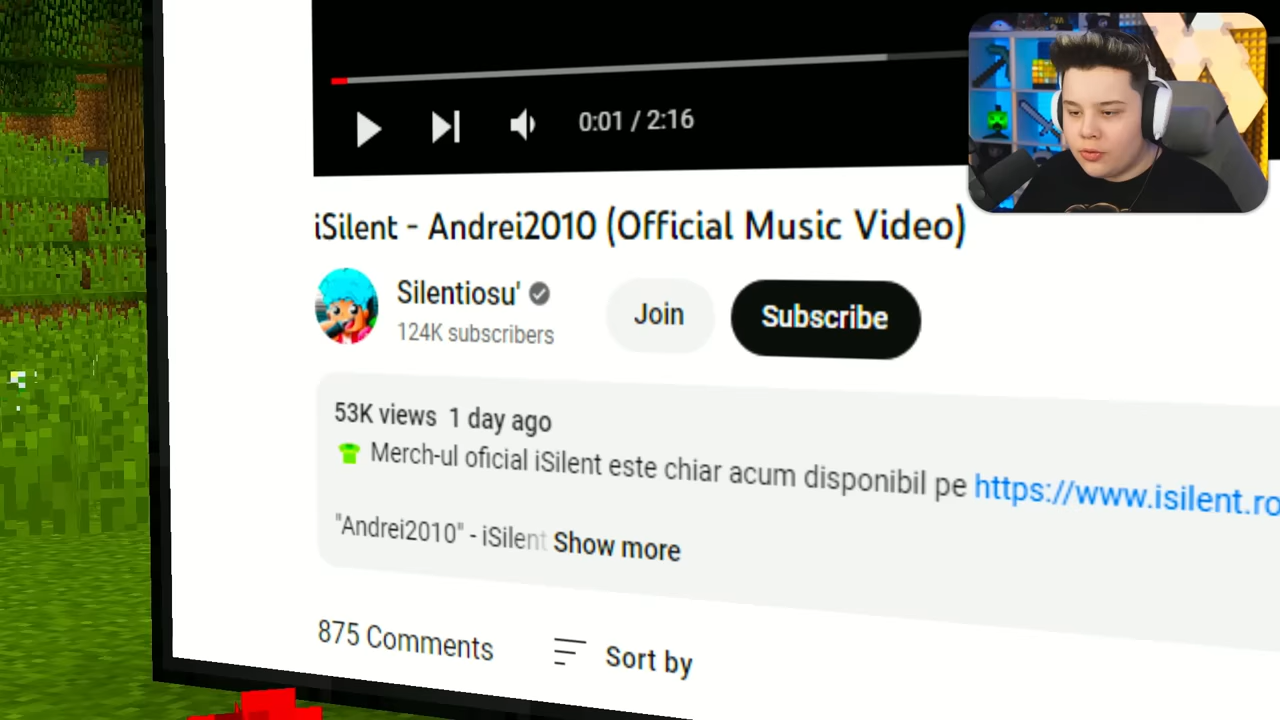 0:01 / 2:16
iSilent - Andrei2010 (Official Music Video)
Silentiosu'
124K subscribers
Join
Subscribe
53K views 1 day ago
Merch-ul oficial iSilent este chiar acum disponibil pe https://www.isilent.ro
"Andrei2010" - iSilent Show more
875 Comments
Sort by